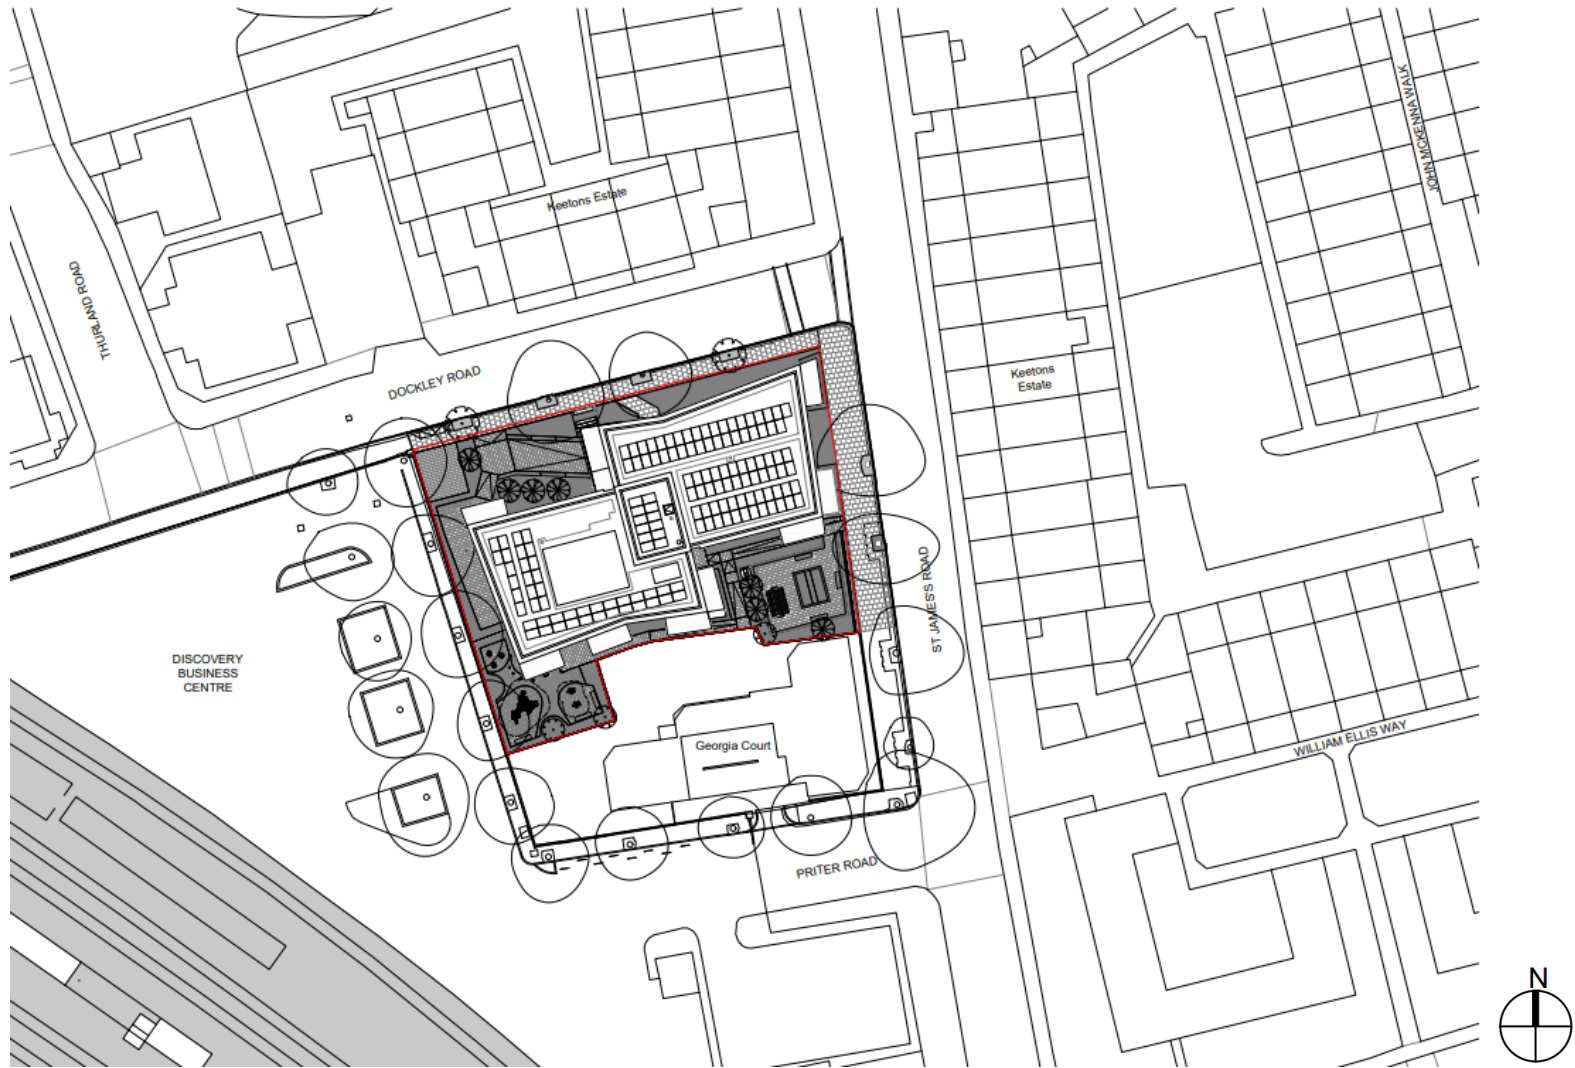 JOHN MCKENNA WALK
Keetons Estate
THURLAND ROAD
DOCKLEY ROAD
Keetons
Estate
ST JAMES'S ROAD
DISCOVERY
BUSINESS
CENTRE
Georgia Court
WILLIAM ELLIS WAY
PRITER ROAD
N